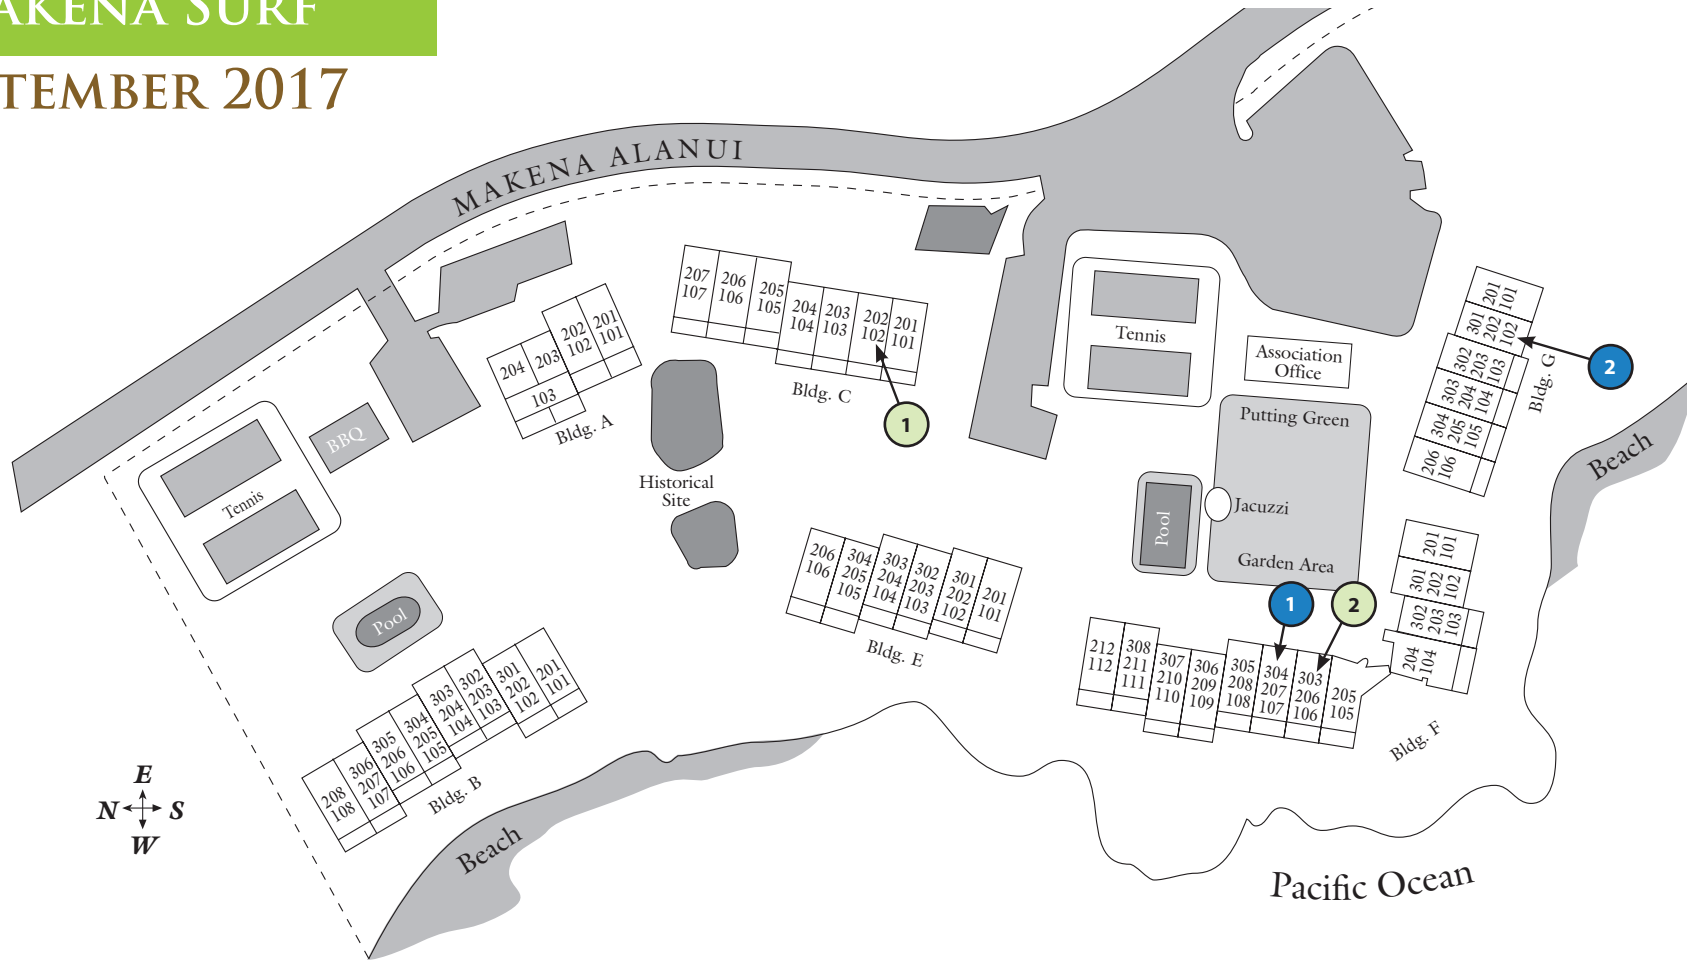 AKENA SURF
TEMBER 2017
MAKENA ALANUI
207 206 205 204 203 202 201
107 106 105 104 103 102 101
Bldg. C
1
204 203 202 201
103 102 101
Bldg. A
BBQ
Tennis
Historical
Site
Pool
Tennis
Association
Office
Putting Green
Jacuzzi
Garden Area
Pool
201
101
301
202
102
302
203
103
303
204
104
304
205
105
206
106
Bldg. G
2
Beach
206
106
304
205
105
303
204
104
302
203
103
301
202
102
201
101
Bldg. E
1
2
212
112
308
211
111
307
210
110
306
209
109
305
208
108
304
207
107
303
206
106
205
105
201
101
301
202
102
302
203
103
204
104
Bldg. F
208
108
306
207
107
305
206
106
304
205
105
303
204
104
302
203
103
301
202
102
201
101
Bldg. B
E
N S
W
Beach
Pacific Ocean